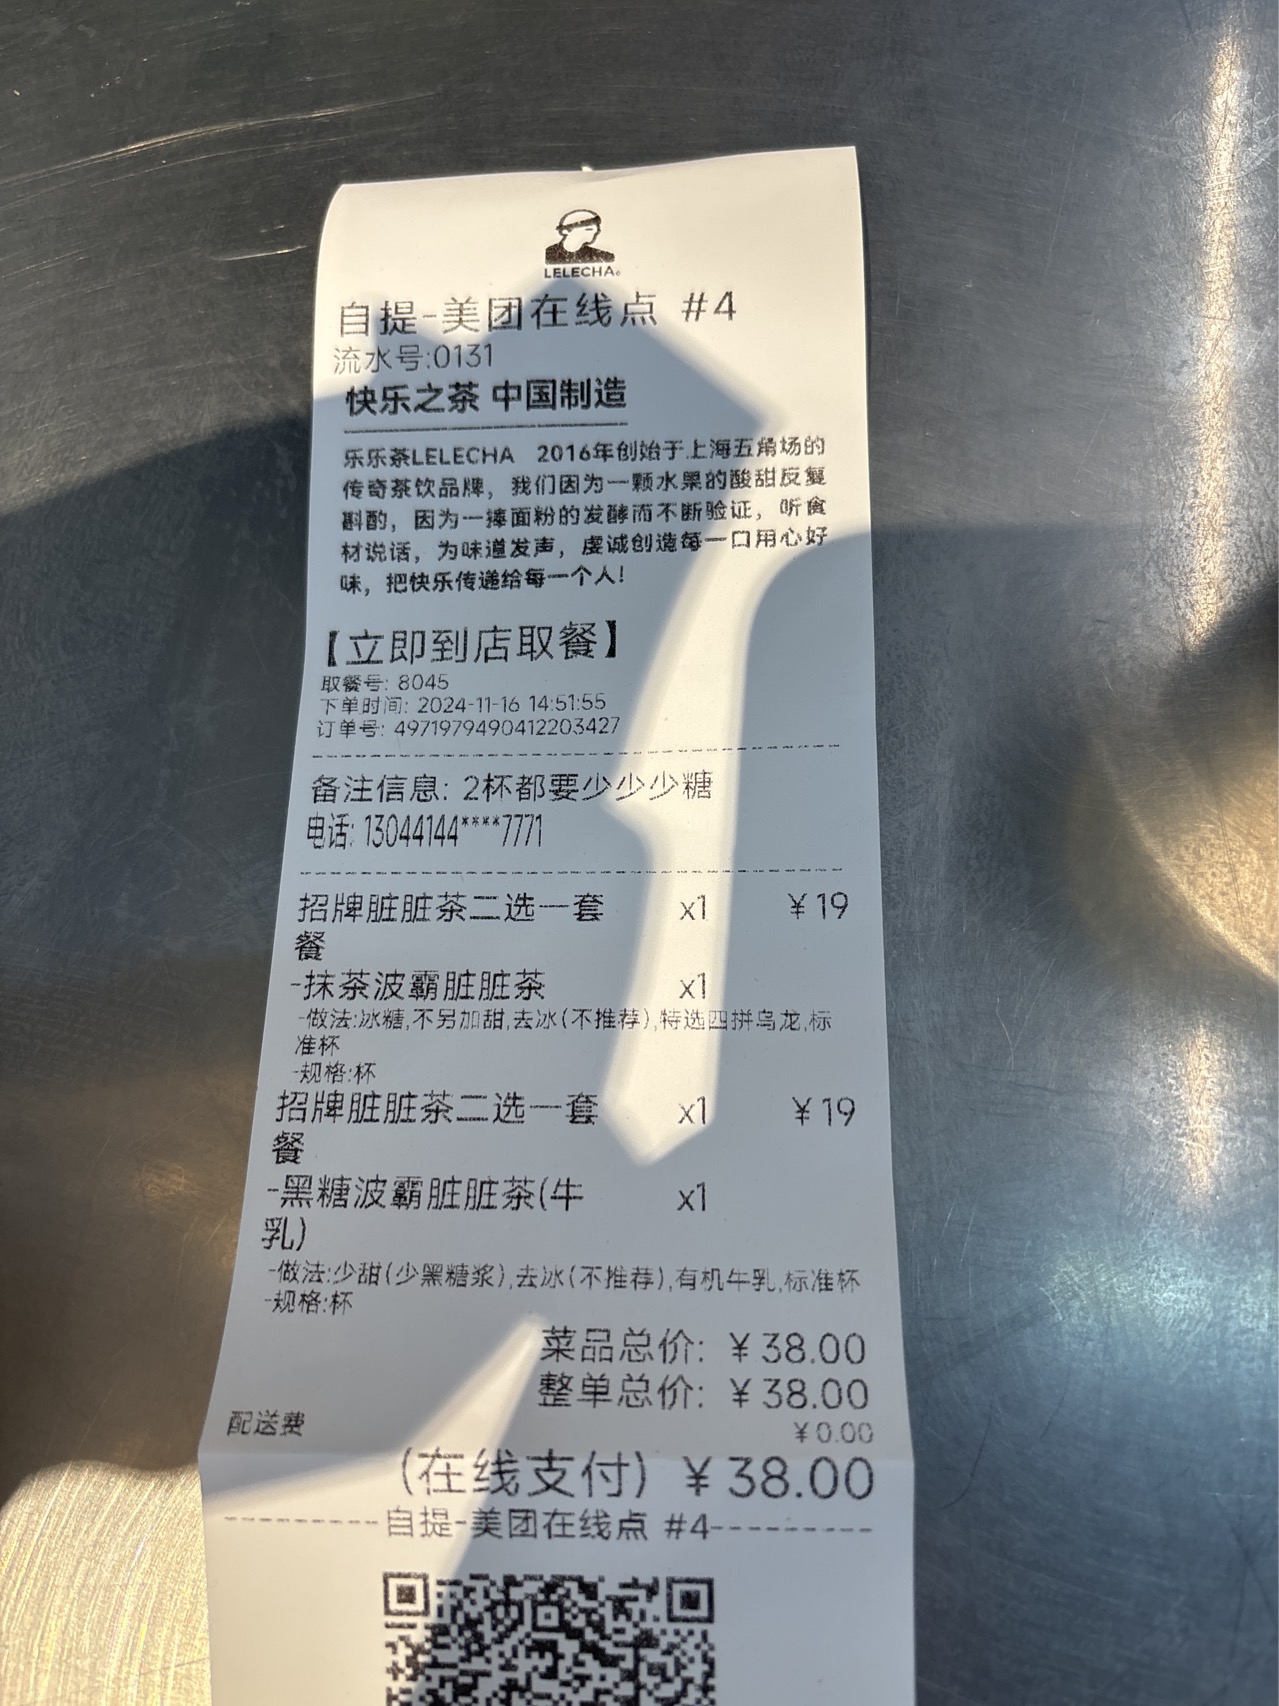 LELECHA
自提-美团在线点 #4
流水号:0131
快乐之茶 中国制造
乐乐茶LELECHA 2016年创始于上海五角场的
传奇茶饮品牌，我们因为一颗水果的酸甜反复
斟酌，因为一捧面粉的发酵而不断验证，听食
材说话，为味道发声，虔诚创造每一口用心好
味，把快乐传递给每一个人!
【立即到店取餐】
取餐号: 8045
下单时间: 2024-11-16 14:51:55
订单号: 4971979490412203427
备注信息: 2杯都要少少少糖
电话: 13044144****7771
招牌脏脏茶二选一套 x1 ￥19
餐
-抹茶波霸脏脏茶 x1
-做法:冰糖,不另加甜,去冰(不推荐),特选四拼乌龙,标
准杯
-规格:杯
招牌脏脏茶二选一套 x1 ￥19
餐
-黑糖波霸脏脏茶(牛 x1
乳)
-做法:少甜(少黑糖浆),去冰(不推荐),有机牛乳,标准杯
-规格:杯
菜品总价: ￥38.00
整单总价: ￥38.00
配送费 ￥0.00
(在线支付) ￥38.00
--------自提-美团在线点 #4--------